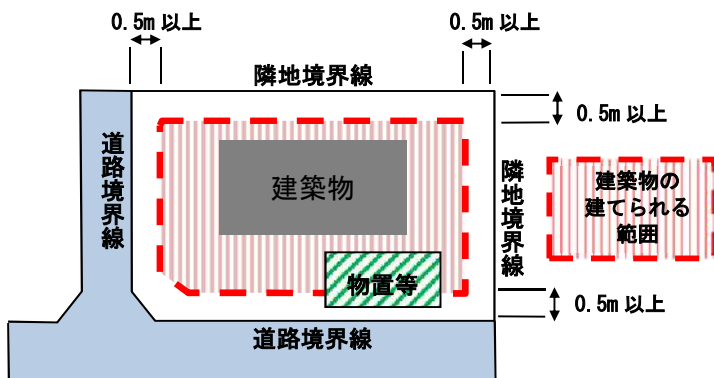 0.5m 以上
0.5m 以上
隣地境界線
0.5m 以上
道路境界線
建築物
隣地境界線
建築物の
建てられる
範囲
物置等
0.5m 以上
道路境界線